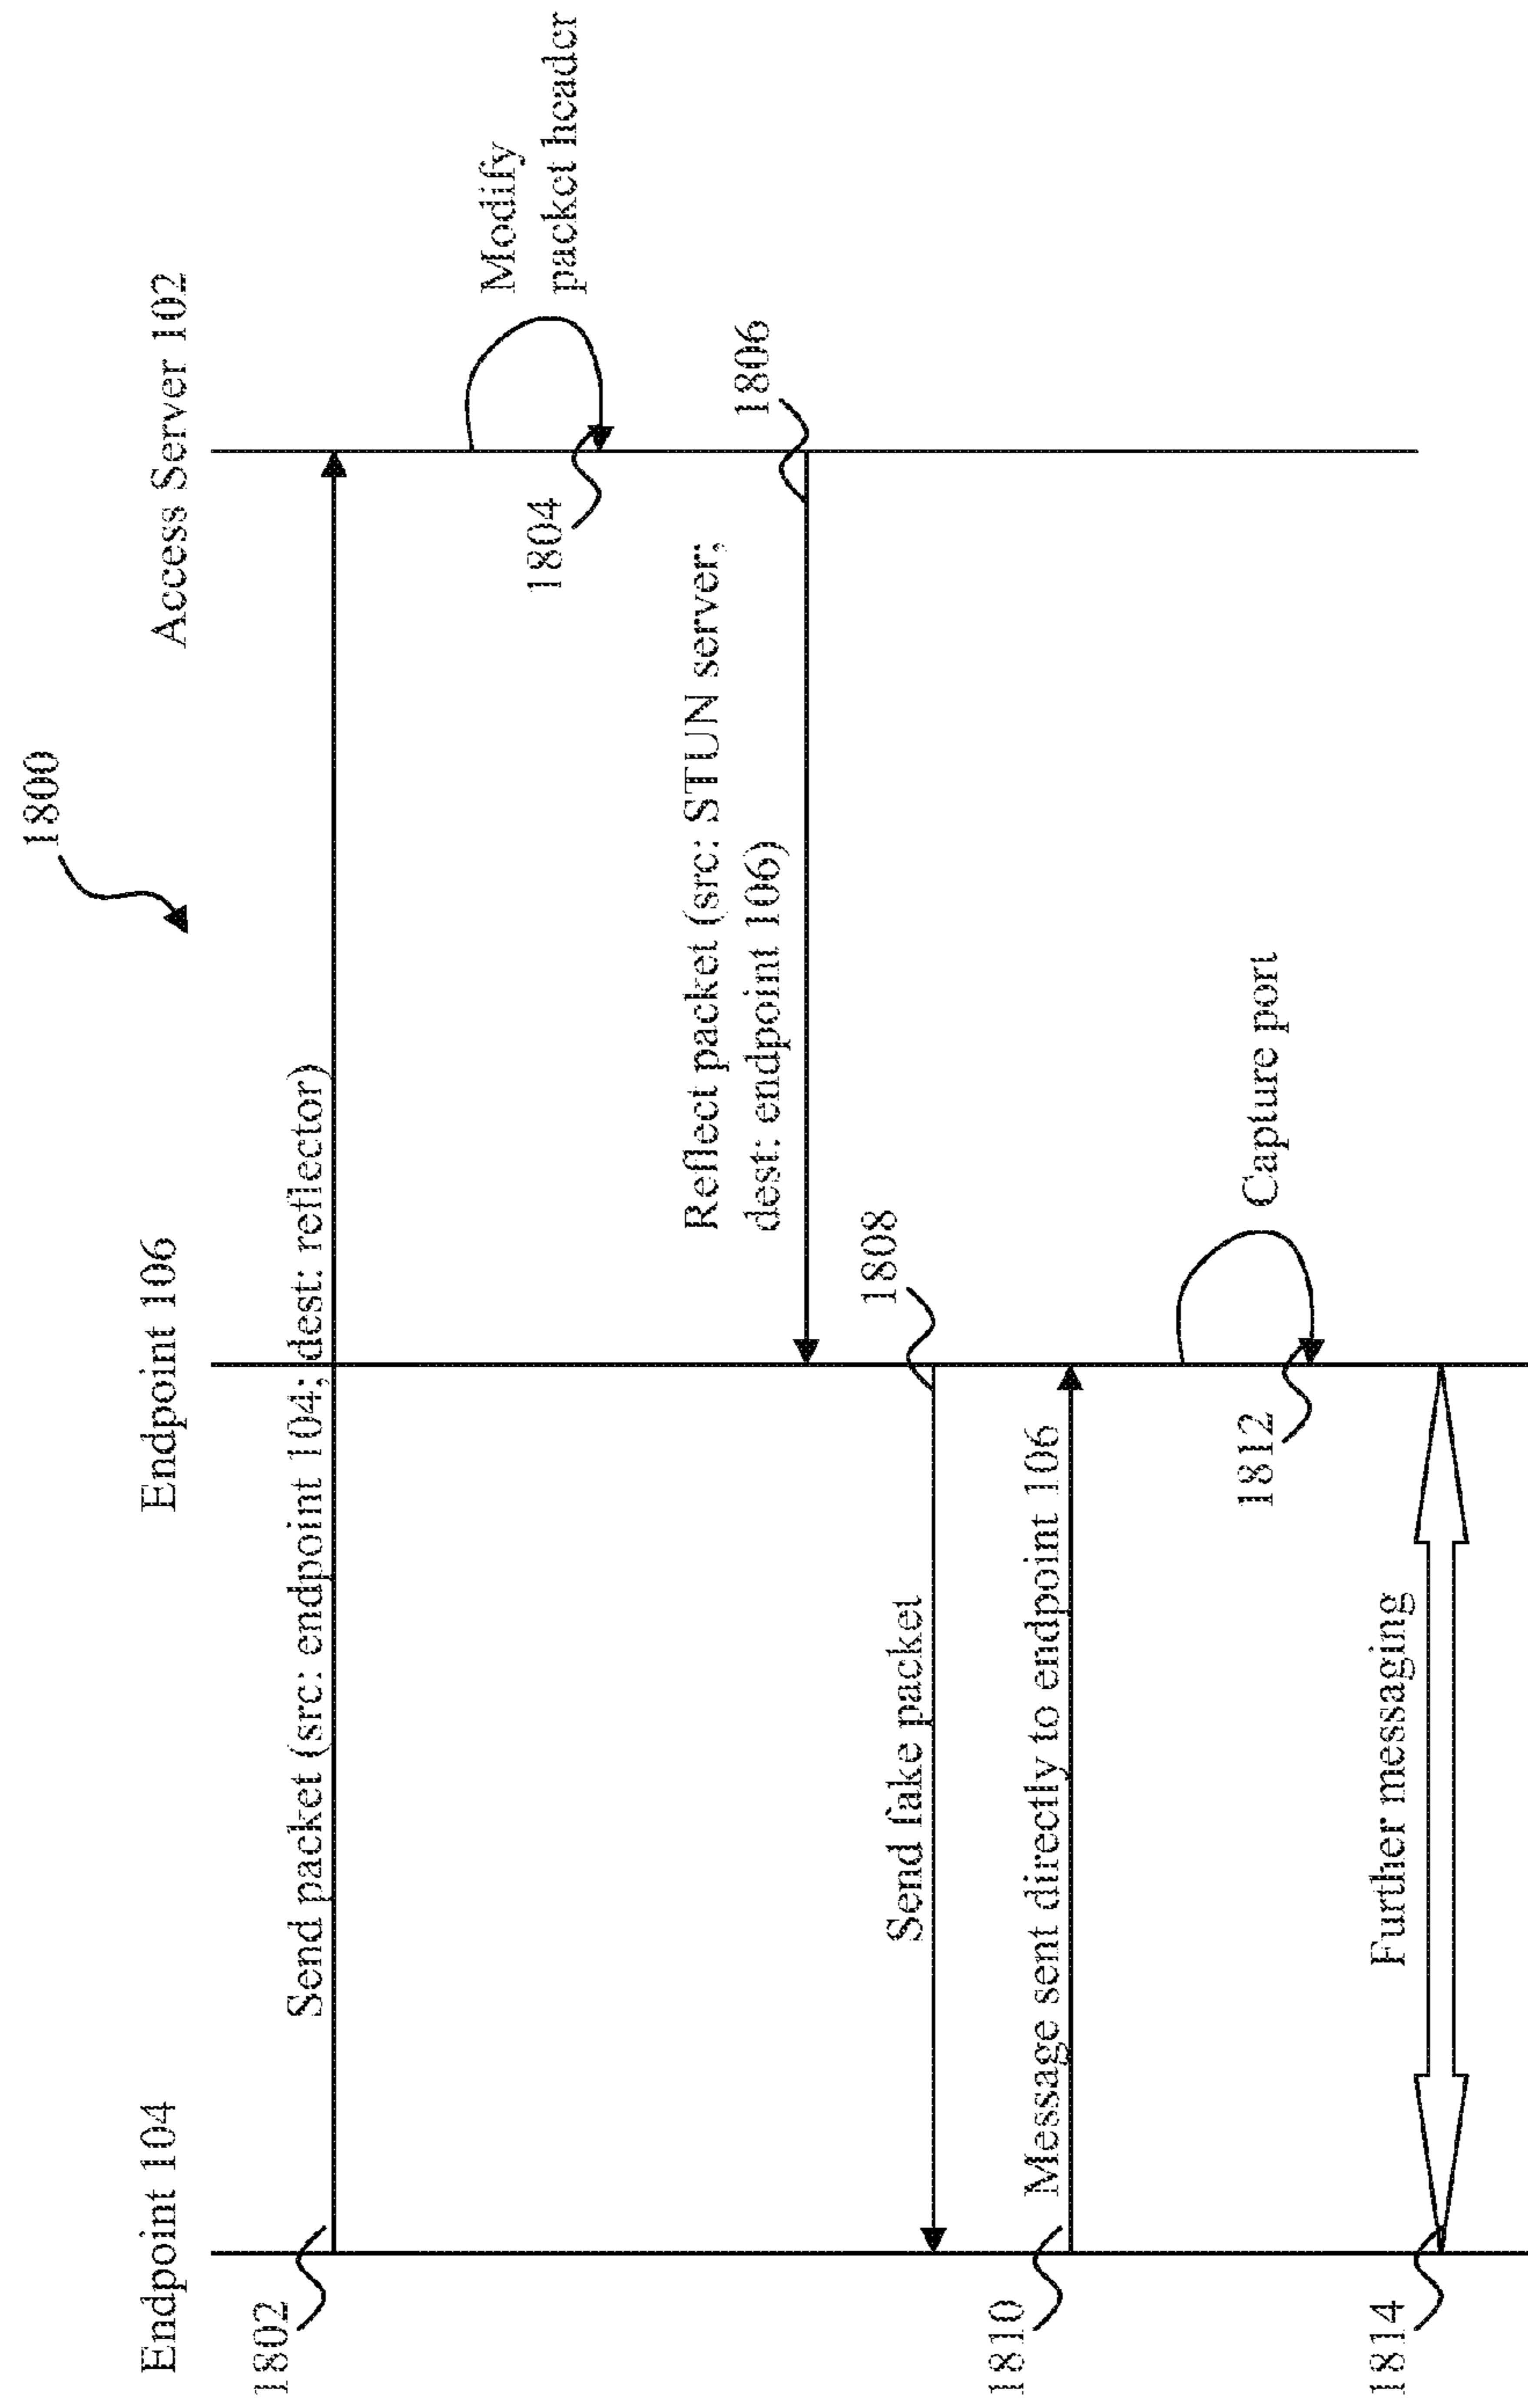 1800
Endpoint 104
Endpoint 106
Access Server 102
1802
Send packet (src: endpoint 104; dest: reflector)
Modify
packet header
1804
1806
Reflect packet (src: STUN server;
dest: endpoint 106)
1808
Send fake packet
1810
Message sent directly to endpoint 106
Capture port
1812
1814
Further messaging